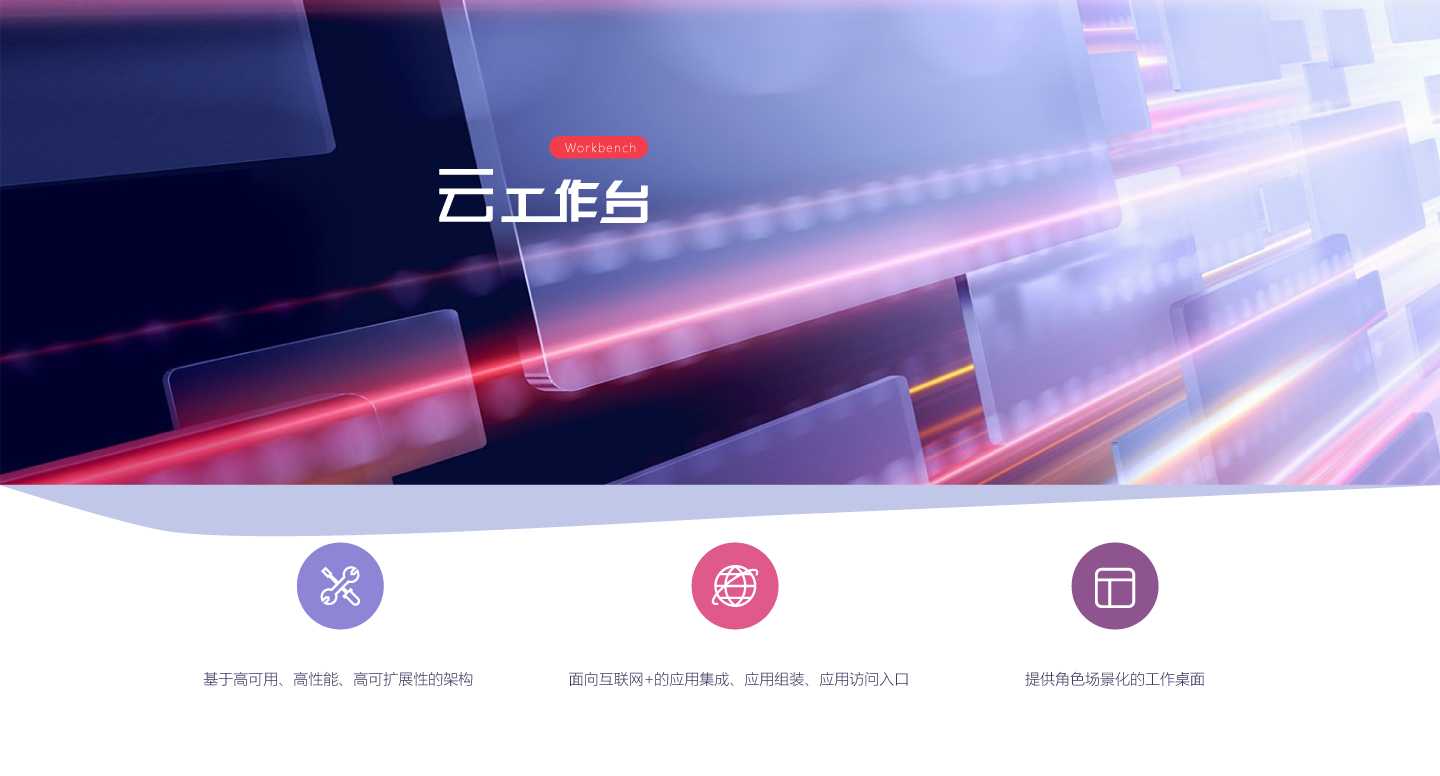 Workbench
云工作台
基于高可用、高性能、高可扩展性的架构
面向互联网+的应用集成、应用组装、应用访问入口
提供角色场景化的工作桌面